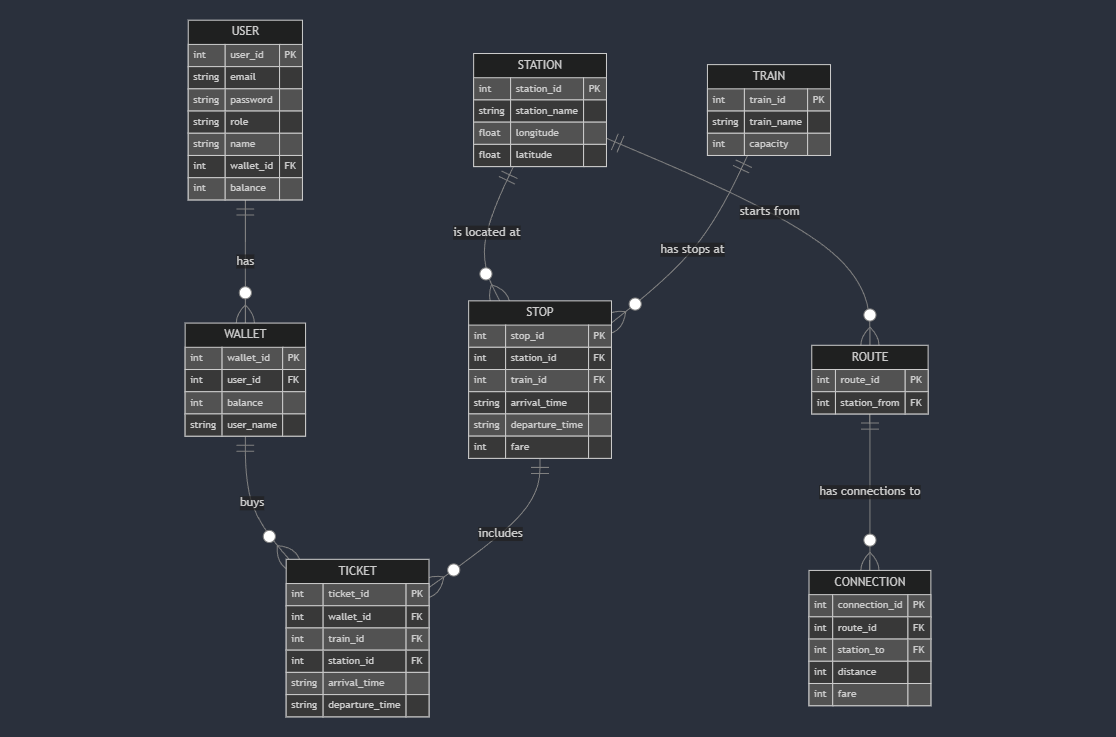 USER
int user_id PK
string email
string password
string role
string name
int wallet_id FK
int balance
STATION
int station_id PK
string station_name
float longitude
float latitude
TRAIN
int train_id PK
string train_name
int capacity
starts from
is located at
has stops at
has
WALLET
int wallet_id PK
int user_id FK
int balance
string user_name
STOP
int stop_id PK
int station_id FK
int train_id FK
string arrival_time
string departure_time
int fare
ROUTE
int route_id PK
int station_from FK
has connections to
buys
includes
TICKET
int ticket_id PK
int wallet_id FK
int train_id FK
int station_id FK
string arrival_time
string departure_time
CONNECTION
int connection_id PK
int route_id FK
int station_to FK
int distance
int fare